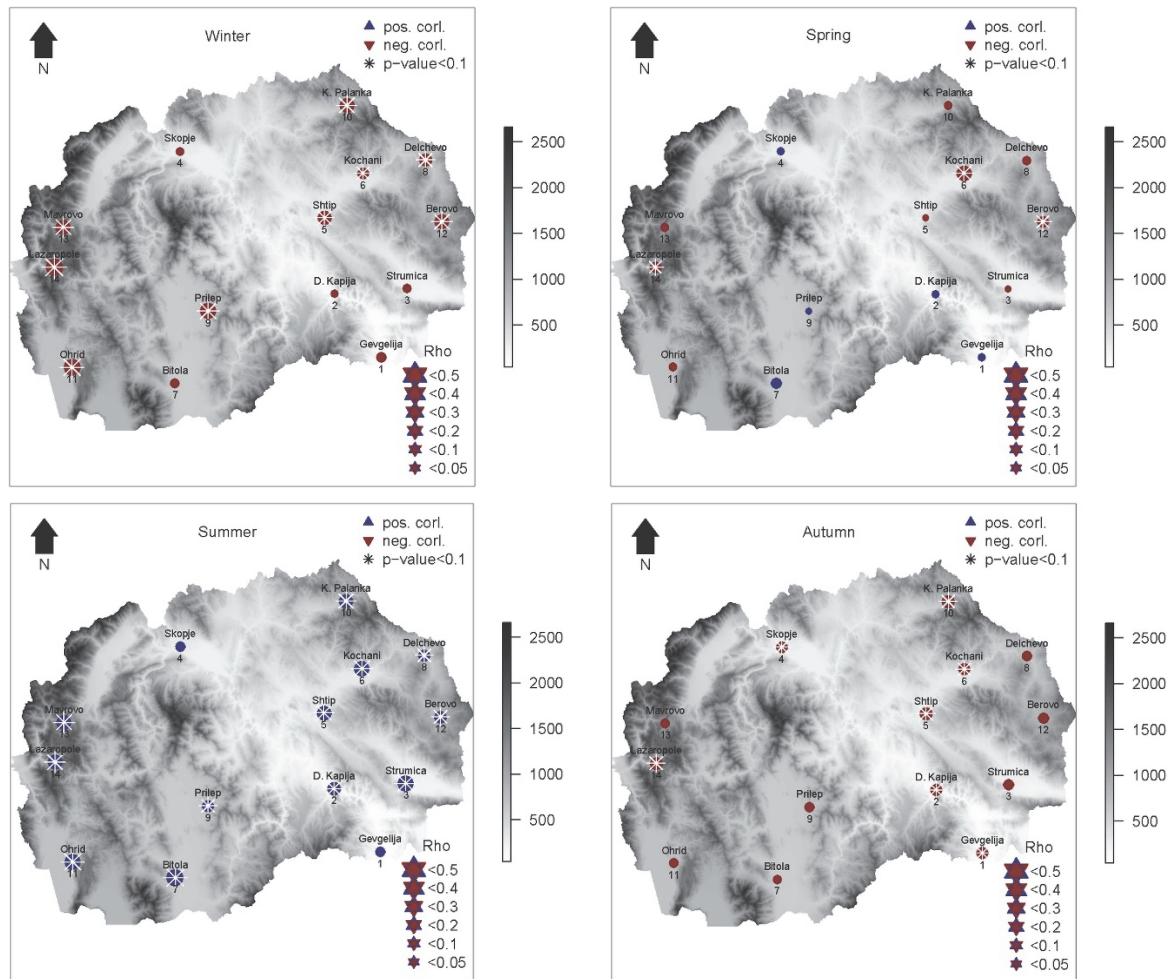 Winter
pos. corl.
neg. corl.
p-value<0.1
N
K. Palanka
10
Skopje
4
Delchevo
8
Kochani
6
Shtip
5
Berovo
12
Mavrovo
13
Lazaropole
14
D. Kapija
2
Strumica
3
Prilep
9
Gevgelija
1
Ohrid
11
Bitola
7
Rho
<0.5
<0.4
<0.3
<0.2
<0.1
<0.05
2500
2000
1500
1000
500
Spring
pos. corl.
neg. corl.
p-value<0.1
N
K. Palanka
10
Skopje
4
Delchevo
8
Kochani
6
Shtip
5
Berovo
12
Mavrovo
13
Lazaropole
14
D. Kapija
2
Strumica
3
Prilep
9
Gevgelija
1
Ohrid
11
Bitola
7
Rho
<0.5
<0.4
<0.3
<0.2
<0.1
<0.05
2500
2000
1500
1000
500
Summer
pos. corl.
neg. corl.
p-value<0.1
N
K. Palanka
10
Skopje
4
Delchevo
8
Kochani
6
Shtip
5
Berovo
12
Mavrovo
13
Lazaropole
14
D. Kapija
2
Strumica
3
Prilep
9
Gevgelija
1
Ohrid
11
Bitola
7
Rho
<0.5
<0.4
<0.3
<0.2
<0.1
<0.05
2500
2000
1500
1000
500
Autumn
pos. corl.
neg. corl.
p-value<0.1
N
K. Palanka
10
Skopje
4
Delchevo
8
Kochani
6
Shtip
5
Berovo
12
Mavrovo
13
Lazaropole
14
D. Kapija
2
Strumica
3
Prilep
9
Gevgelija
1
Ohrid
11
Bitola
7
Rho
<0.5
<0.4
<0.3
<0.2
<0.1
<0.05
2500
2000
1500
1000
500